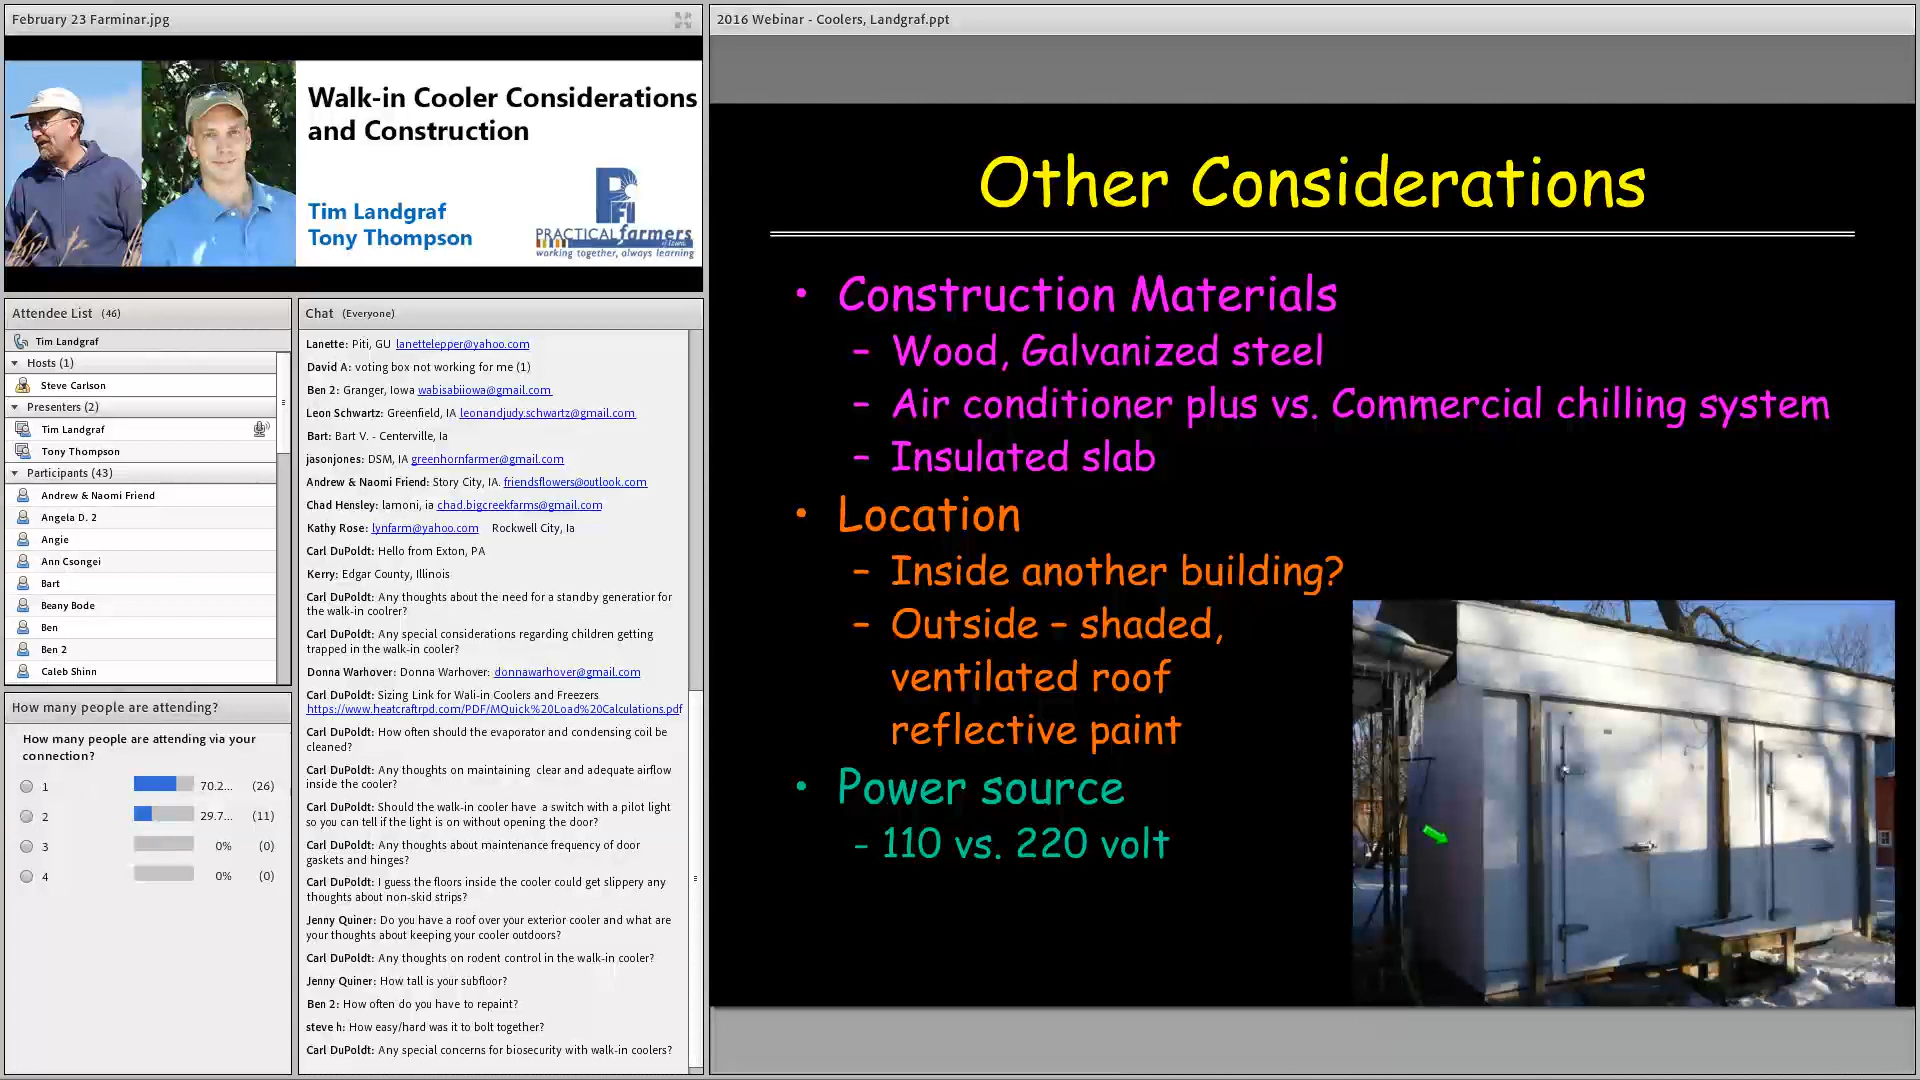 February 23 Farminar.jpg
Walk-in Cooler Considerations
and Construction
Tim Landgraf
Tony Thompson
PFI
PRACTICAL farmers
of Iowa
working together, always learning
Attendee List (46)
Tim Landgraf
Hosts (1)
Steve Carlson
Presenters (2)
Tim Landgraf
Tony Thompson
Participants (43)
Andrew & Naomi Friend
Angela D. 2
Angie
Ann Csongei
Bart
Beany Bode
Ben
Ben 2
Caleb Shinn
How many people are attending?
How many people are attending via your
connection?
1 70.2... (26)
2 29.7... (11)
3 0% (0)
4 0% (0)
Chat (Everyone)
Lanette: Piti, GU lanettelepper@yahoo.com
David A: voting box not working for me (1)
Ben 2: Granger, Iowa wabisabiiowa@gmail.com
Leon Schwartz: Greenfield, IA leonandjudy.schwartz@gmail.com
Bart: Bart V. - Centerville, Ia
jasonjones: DSM, IA greenhornfarmer@gmail.com
Andrew & Naomi Friend: Story City, IA. friendsflowers@outlook.com
Chad Hensley: lamoni, ia chad.bigcreekfarms@gmail.com
Kathy Rose: lynfarm@yahoo.com Rockwell City, Ia
Carl DuPoldt: Hello from Exton, PA
Kerry: Edgar County, Illinois
Carl DuPoldt: Any thoughts about the need for a standby generatior for
the walk-in coolrer?
Carl DuPoldt: Any special considerations regarding children getting
trapped in the walk-in cooler?
Donna Warhover: Donna Warhover: donnawarhover@gmail.com
Carl DuPoldt: Sizing Link for Wali-in Coolers and Freezers
https://www.heatcraftrpd.com/PDF/MQuick%20Load%20Calculations.pdf
Carl DuPoldt: How often should the evaporator and condensing coil be
cleaned?
Carl DuPoldt: Any thoughts on maintaining clear and adequate airflow
inside the cooler?
Carl DuPoldt: Should the walk-in cooler have a switch with a pilot light
so you can tell if the light is on without opening the door?
Carl DuPoldt: Any thoughts about maintenance frequency of door
gaskets and hinges?
Carl DuPoldt: I guess the floors inside the cooler could get slippery any
thoughts about non-skid strips?
Jenny Quiner: Do you have a roof over your exterior cooler and what are
your thoughts about keeping your cooler outdoors?
Carl DuPoldt: Any thoughts on rodent control in the walk-in cooler?
Jenny Quiner: How tall is your subfloor?
Ben 2: How often do you have to repaint?
steve h: How easy/hard was it to bolt together?
Carl DuPoldt: Any special concerns for biosecurity with walk-in coolers?
2016 Webinar - Coolers, Landgraf.ppt
Other Considerations
• Construction Materials
– Wood, Galvanized steel
– Air conditioner plus vs. Commercial chilling system
– Insulated slab
• Location
– Inside another building?
– Outside – shaded,
ventilated roof
reflective paint
• Power source
- 110 vs. 220 volt